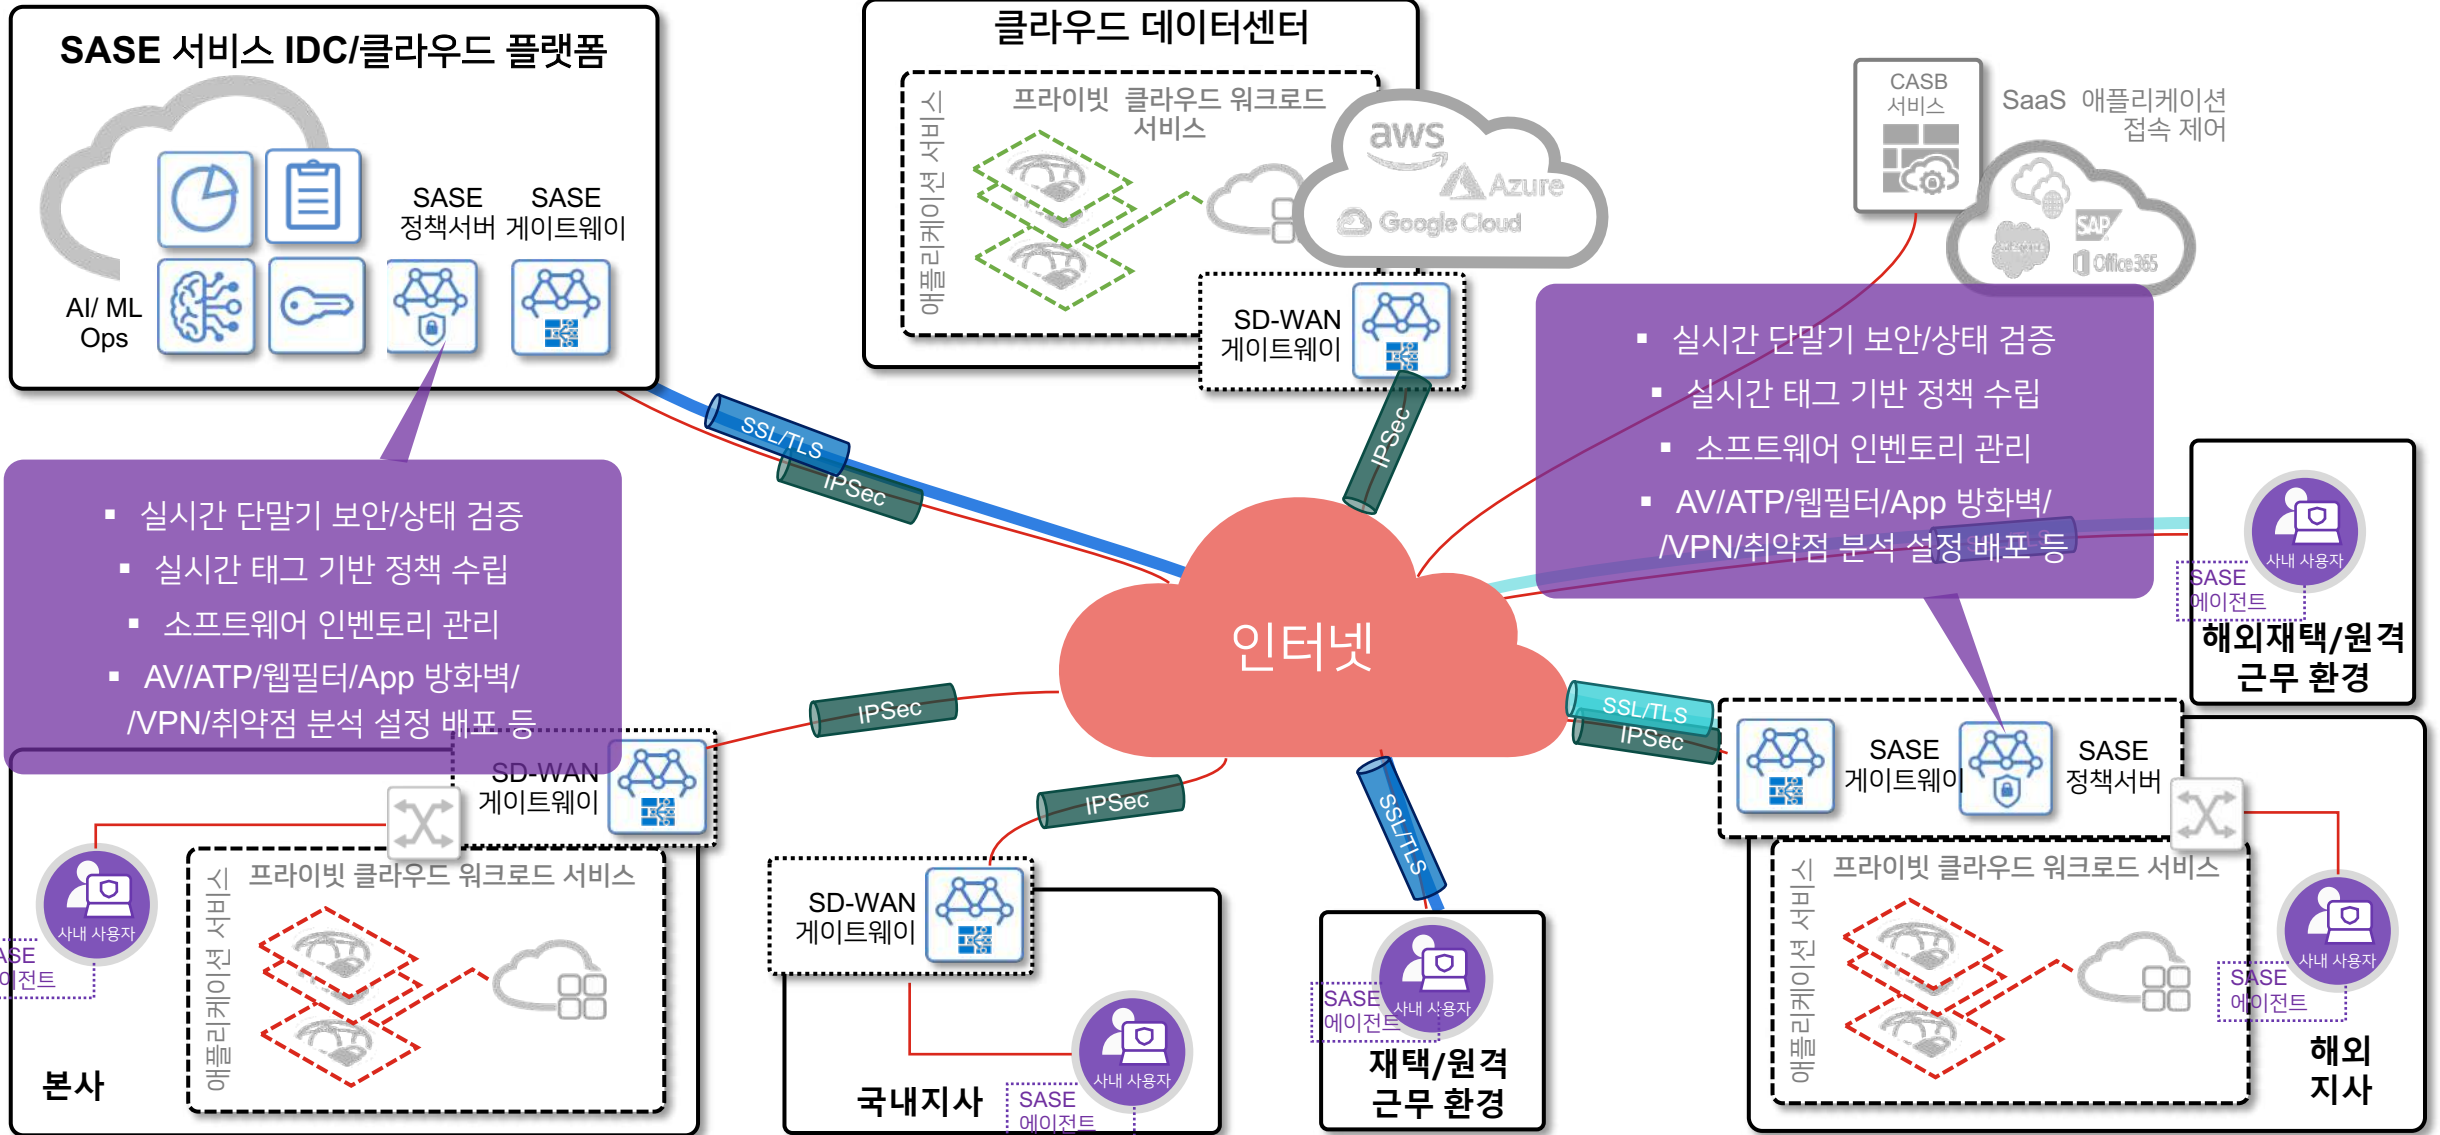 SASE 서비스 IDC/클라우드 플랫폼
SASE
정책서버
SASE
게이트웨이
AI/ ML
Ops
클라우드 데이터센터
애플리케이션 서비스
프라이빗 클라우드 워크로드
서비스
aws
Azure
Google Cloud
SD-WAN
게이트웨이
CASB
서비스
SaaS 애플리케이션
접속 제어
SAP
Office 365
▪ 실시간 단말기 보안/상태 검증
▪ 실시간 태그 기반 정책 수립
▪ 소프트웨어 인벤토리 관리
▪ AV/ATP/웹필터/App 방화벽/
/VPN/취약점 분석 설정 배포 등
SSL/TLS
IPSec
IPSec
▪ 실시간 단말기 보안/상태 검증
▪ 실시간 태그 기반 정책 수립
▪ 소프트웨어 인벤토리 관리
▪ AV/ATP/웹필터/App 방화벽/
/VPN/취약점 분석 설정 배포 등
사내 사용자
SASE
에이전트
해외재택/원격
근무 환경
인터넷
IPSec
IPSec
SSL/TLS
SSL/TLS
IPSec
SD-WAN
게이트웨이
사내 사용자
애플리케이션 서비스
프라이빗 클라우드 워크로드 서비스
본사
SD-WAN
게이트웨이
사내 사용자
SASE
에이전트
국내지사
사내 사용자
SASE
에이전트
재택/원격
근무 환경
SASE
게이트웨이
SASE
정책서버
애플리케이션 서비스
프라이빗 클라우드 워크로드 서비스
사내 사용자
SASE
에이전트
해외
지사